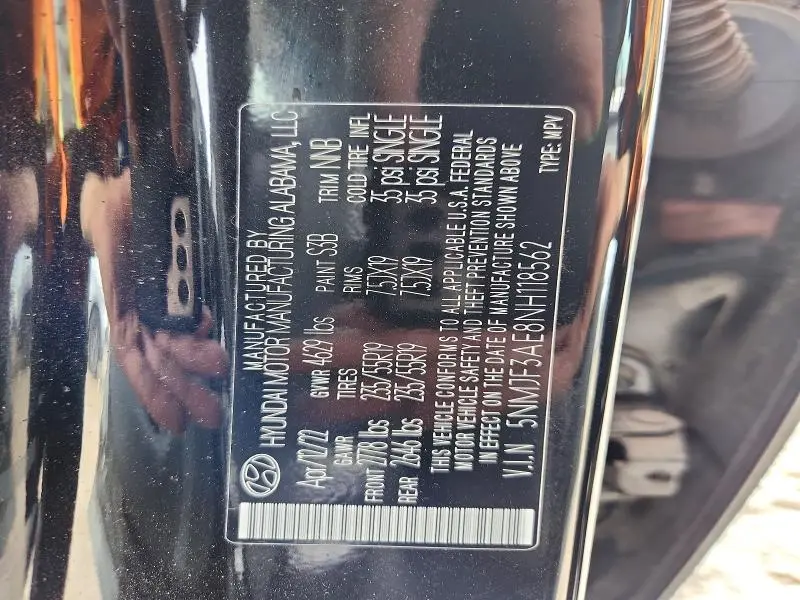 MANUFACTURED BY
HYUNDAI MOTOR MANUFACTURING ALABAMA, LLC
Apr/12/22 GVWR 4629 lbs PAINT S3B TRIM NNB
GAWR TIRES RIMS COLD TIRE INFL
FRONT 2778 lbs 235/55R19 7.5JX19 35 psi SINGLE
REAR 2646 lbs 235/55R19 7.5JX19 35 psi SINGLE
THIS VEHICLE CONFORMS TO ALL APPLICABLE U.S.A. FEDERAL
MOTOR VEHICLE SAFETY AND THEFT PREVENTION STANDARDS
IN EFFECT ON THE DATE OF MANUFACTURE SHOWN ABOVE
V.I.N 5NMJF3AE8NH118562 TYPE: MPV